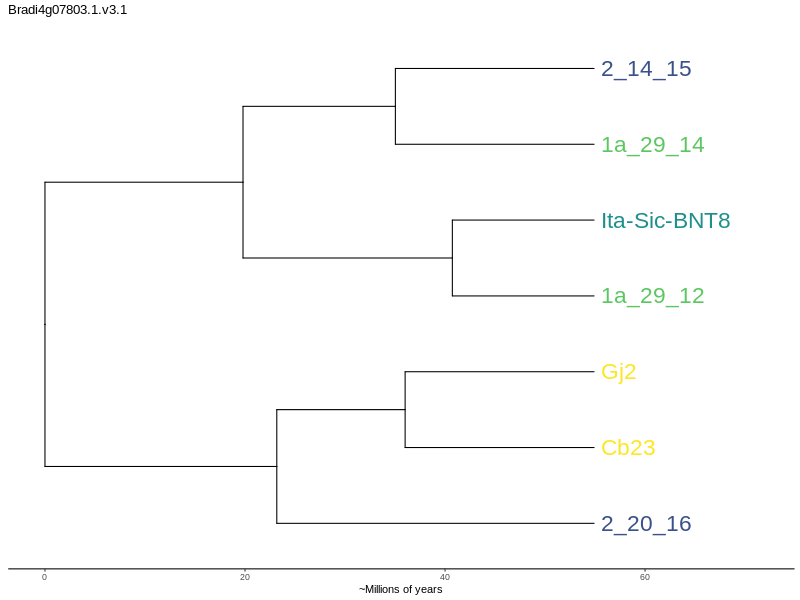 Bradi4g07803.1.v3.1
2_14_15
1a_29_14
Ita-Sic-BNT8
1a_29_12
Gj2
Cb23
2_20_16
0 20 40 60
~Millions of years